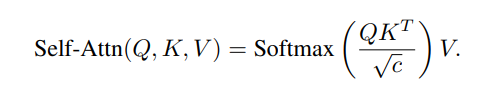 Self-Attn(Q, K, V) = Softmax (QK^T / √c) V.